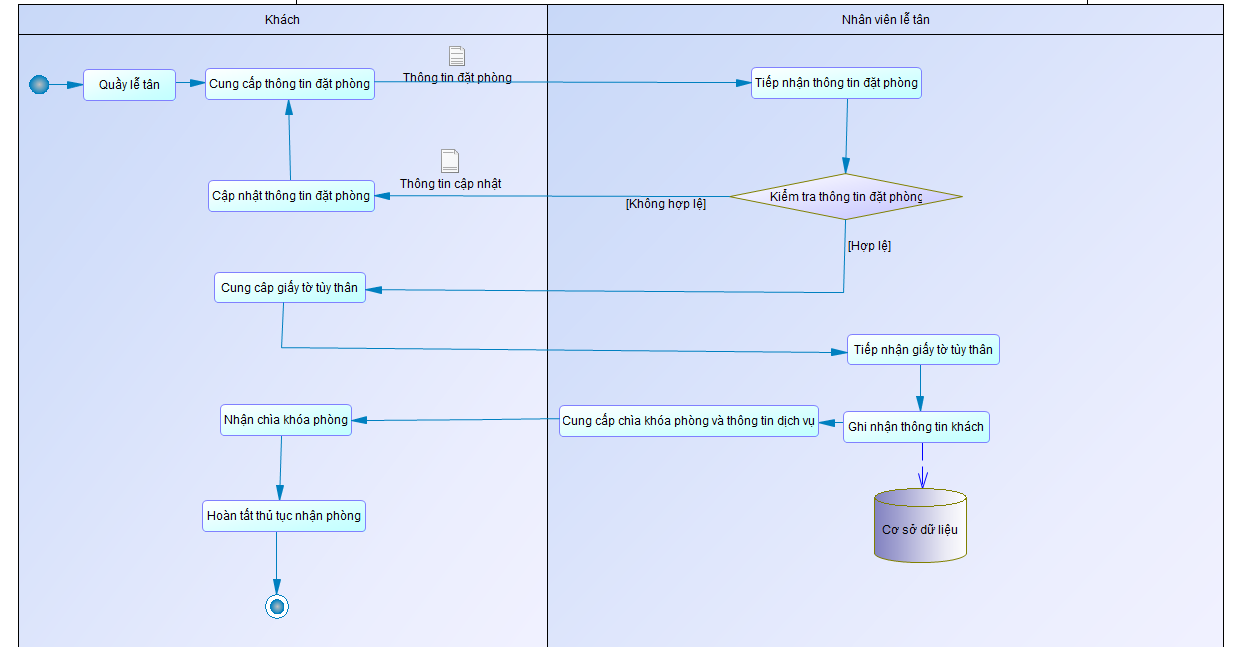 Khách
Nhân viên lễ tân
Quầy lễ tân
Cung cấp thông tin đặt phòng
Thông tin đặt phòng
Tiếp nhận thông tin đặt phòng
Cập nhật thông tin đặt phòng
Thông tin cập nhật
[Không hợp lệ]
Kiểm tra thông tin đặt phòng
[Hợp lệ]
Cung câp giấy tờ tùy thân
Tiếp nhận giấy tờ tùy thân
Nhận chìa khóa phòng
Cung cấp chìa khóa phòng và thông tin dịch vụ
Ghi nhận thông tin khách
Hoàn tất thủ tục nhận phòng
Cơ sở dữ liệu